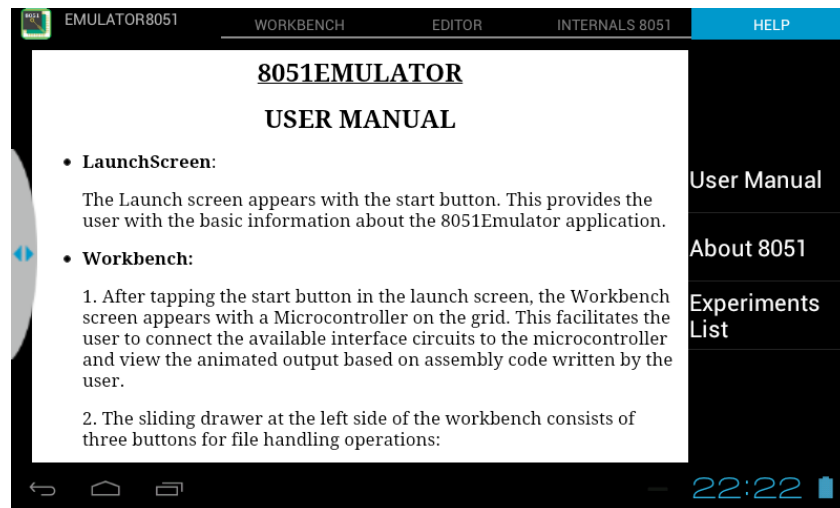 8051
EMULATOR8051
WORKBENCH
EDITOR
INTERNALS 8051
HELP
8051EMULATOR
USER MANUAL
• LaunchScreen:
The Launch screen appears with the start button. This provides the
user with the basic information about the 8051Emulator application.
• Workbench:
1. After tapping the start button in the launch screen, the Workbench
screen appears with a Microcontroller on the grid. This facilitates the
user to connect the available interface circuits to the microcontroller
and view the animated output based on assembly code written by the
user.
2. The sliding drawer at the left side of the workbench consists of
three buttons for file handling operations:
User Manual
About 8051
Experiments
List
22:22